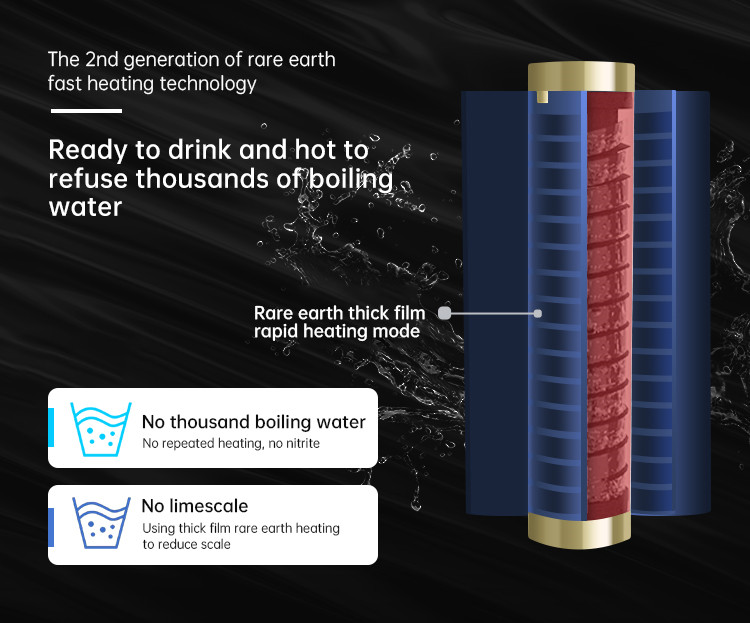 The 2nd generation of rare earth
fast heating technology
Ready to drink and hot to
refuse thousands of boiling
water
Rare earth thick film
rapid heating mode
No thousand boiling water
No repeated heating, no nitrite
No limescale
Using thick film rare earth heating
to reduce scale